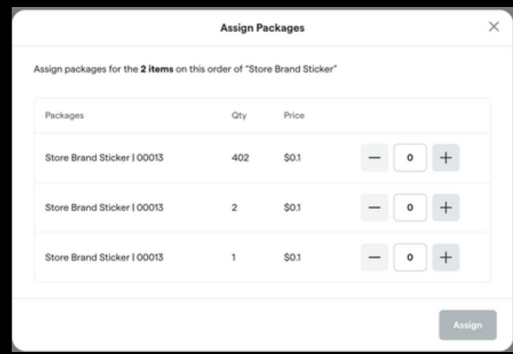 Assign Packages
Assign packages for the 2 items on this order of "Store Brand Sticker"
Packages Qty Price
Store Brand Sticker | 00013 402 $0.1 — 0 +
Store Brand Sticker | 00013 2 $0.1 — 0 +
Store Brand Sticker | 00013 1 $0.1 — 0 +
Assign